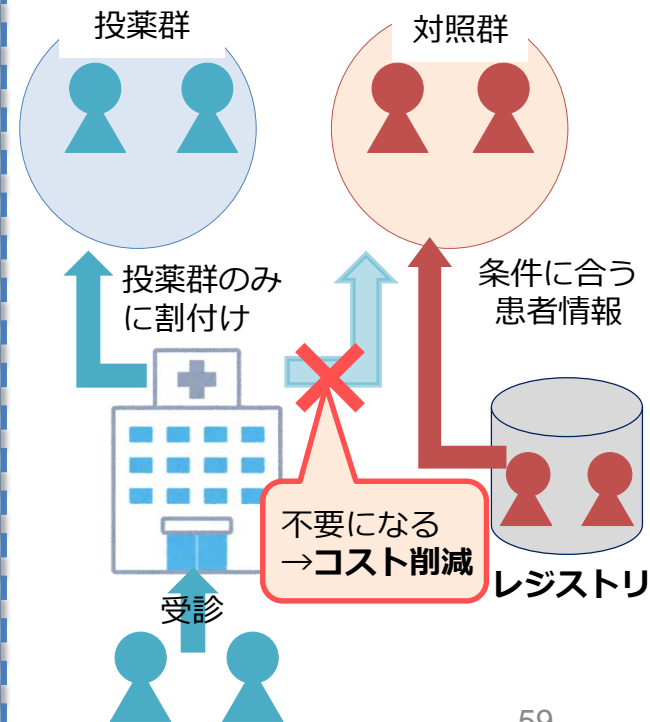 投薬群
対照群
投薬群のみ
に割付け
条件に合う
患者情報
不要になる
→コスト削減
レジストリ
受診
59